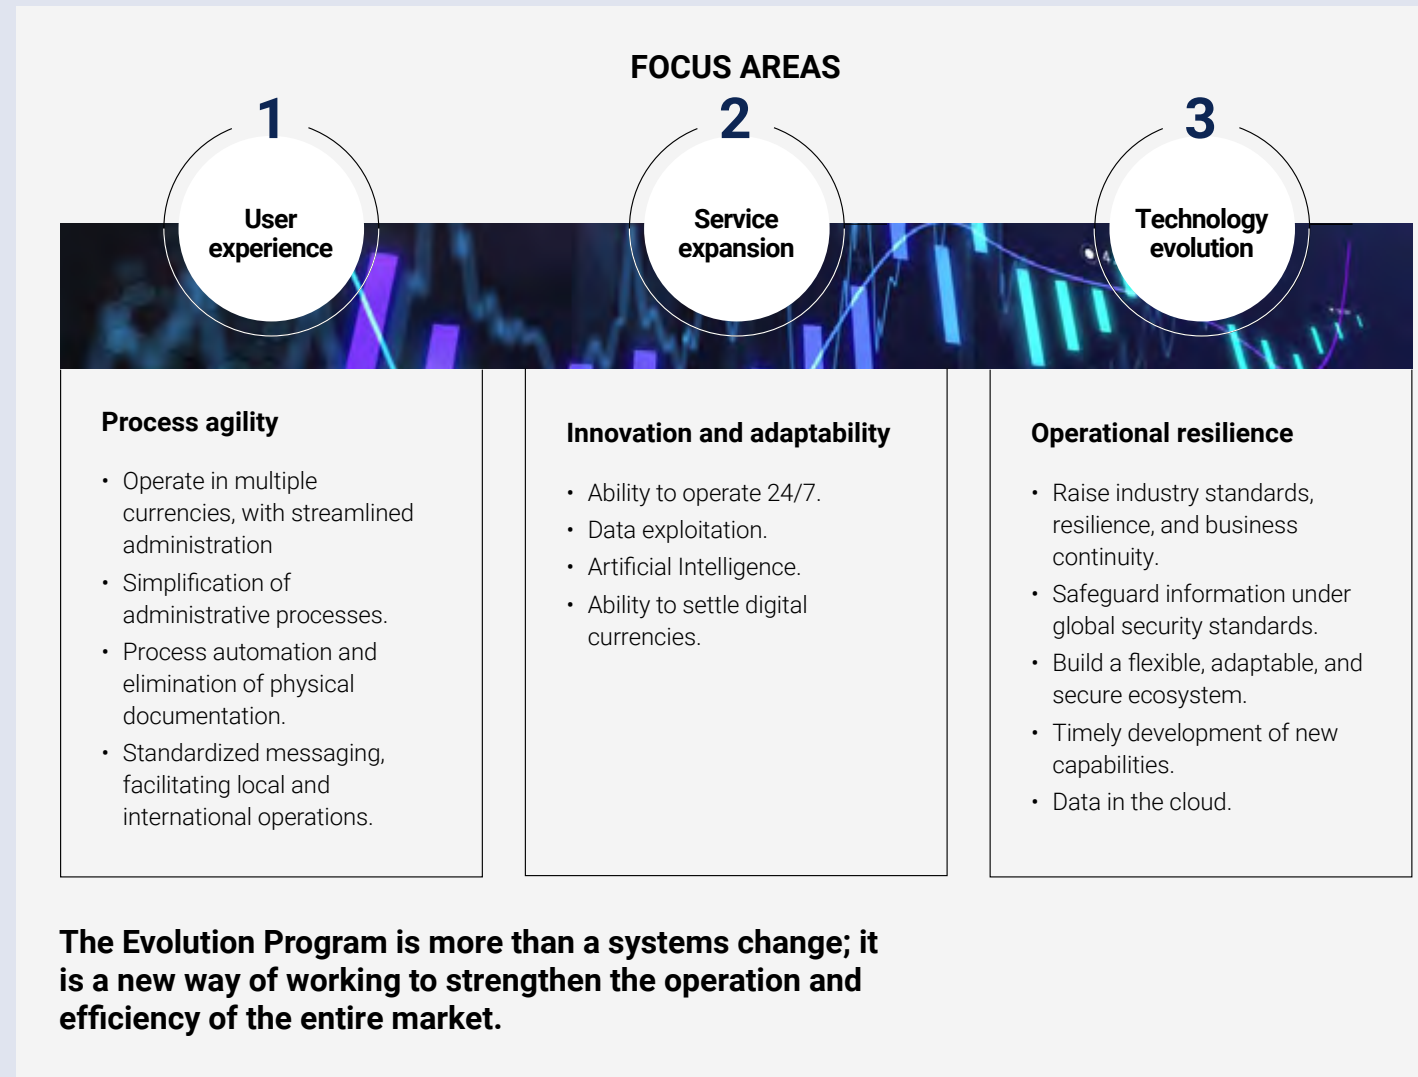 FOCUS AREAS
1
User
experience
2
Service
expansion
3
Technology
evolution
Process agility
• Operate in multiple
currencies, with streamlined
administration
• Simplification of
administrative processes.
• Process automation and
elimination of physical
documentation.
• Standardized messaging,
facilitating local and
international operations.
Innovation and adaptability
• Ability to operate 24/7.
• Data exploitation.
• Artificial Intelligence.
• Ability to settle digital
currencies.
Operational resilience
• Raise industry standards,
resilience, and business
continuity.
• Safeguard information under
global security standards.
• Build a flexible, adaptable, and
secure ecosystem.
• Timely development of new
capabilities.
• Data in the cloud.
The Evolution Program is more than a systems change; it
is a new way of working to strengthen the operation and
efficiency of the entire market.